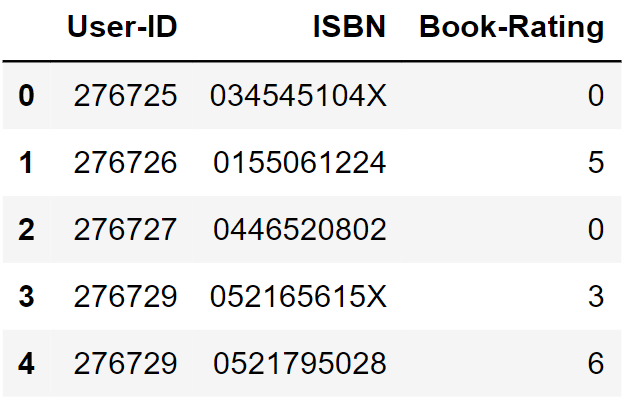 User-ID ISBN Book-Rating
0 276725 034545104X 0
1 276726 0155061224 5
2 276727 0446520802 0
3 276729 052165615X 3
4 276729 0521795028 6